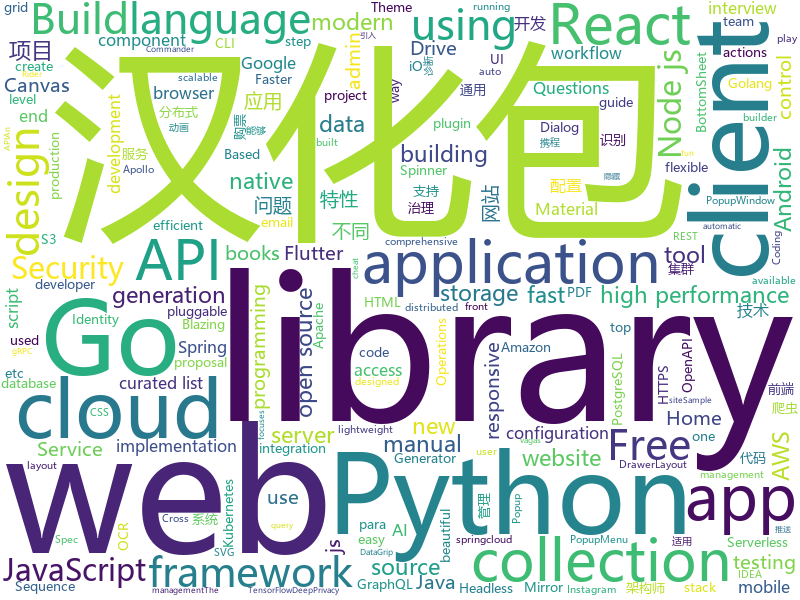 grid
Buildlanguage
component
modern
Theme
running
using
React
开发
interview
team
项目
CLI
Commander
Google
step
admin
Drive
iOS
workflow
引入
actions
play
create
scalable
Faster
auto
UI
Golang
level
Canvas
browser
应用
way
project
通用
Questions
Node js
BottomSheet
control
end
分布式
购票
data
plugin
guide
builder
APIAn
production
development
服务
动画
能够
built
Dialog
携程
识别
Android
Apollo
Based
building
Spinner
native
特性
支持
Material
配置
网站
flexible
client
design
问题
治理
隐藏
PopupWindow
run
S3
efficient
email
不同
汉化包
automatic
REST
Security
API
comprehensive
application
tool
集群
Coding
developer
books
Flutter
available
script
generation
storage
fast
PDF
high performance
技术
pluggable
library
HTML
distributed
front
used
Identity
Blazing
Go
programming
open source
Apache
cheat
responsive
top
Amazon
PostgreSQL
HTTPS
OpenAPI
gRPC
proposal
code
Operations
etc
curated list
Spring
access
designed
siteSample
前端
database
cloud
new
Home
one
爬虫
CSS
lightweight
configuration
Service
implementation
server
manual
Free
代码
AWS
focuses
integration
website
DrawerLayout
management
web
Python
app
Kubernetes
use
Generator
user
layout
Cross
系统
para
AI
管理
PopupMenu
Serverless
OCR
js
easy
collection
springcloud
推送
JavaScript
framework
SVG
beautiful
source
Java
Popup
testing
IDEA
Spec
query
GraphQL
Headless
stack
适用
Sequence
DataGrip
Mirror
Instagram
架构师
mobile
managementThe
TensorFlowDeepPrivacy
vagas